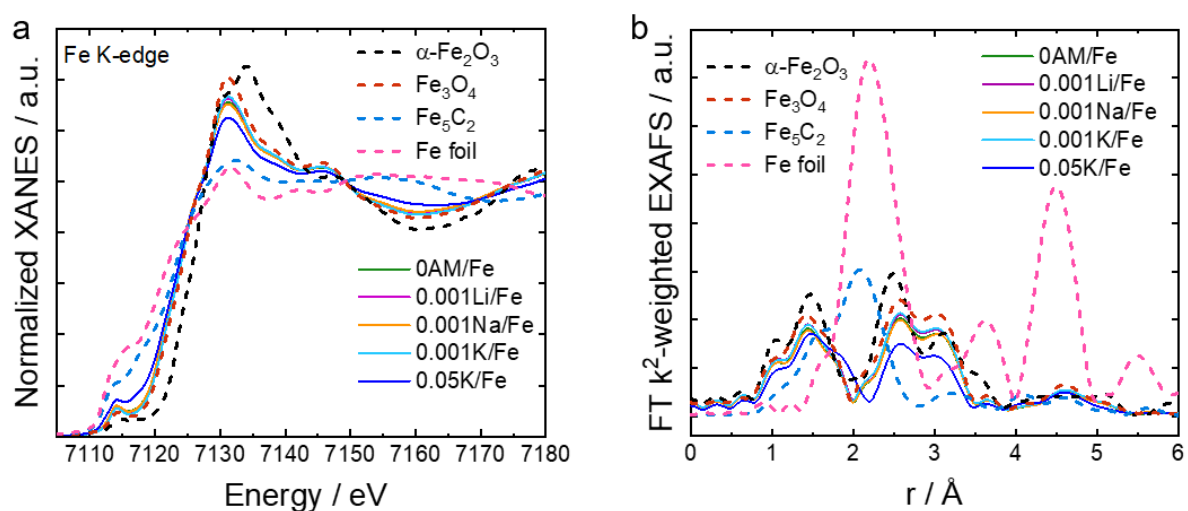 a
Fe K-edge
α-Fe₂O₃
Fe₃O₄
Fe₅C₂
Fe foil
0AM/Fe
0.001Li/Fe
0.001Na/Fe
0.001K/Fe
0.05K/Fe
Normalized XANES / a.u.
7110 7120 7130 7140 7150 7160 7170 7180
Energy / eV
b
α-Fe₂O₃
Fe₃O₄
Fe₅C₂
Fe foil
0AM/Fe
0.001Li/Fe
0.001Na/Fe
0.001K/Fe
0.05K/Fe
FT k²-weighted EXAFS / a.u.
0 1 2 3 4 5 6
r / Å